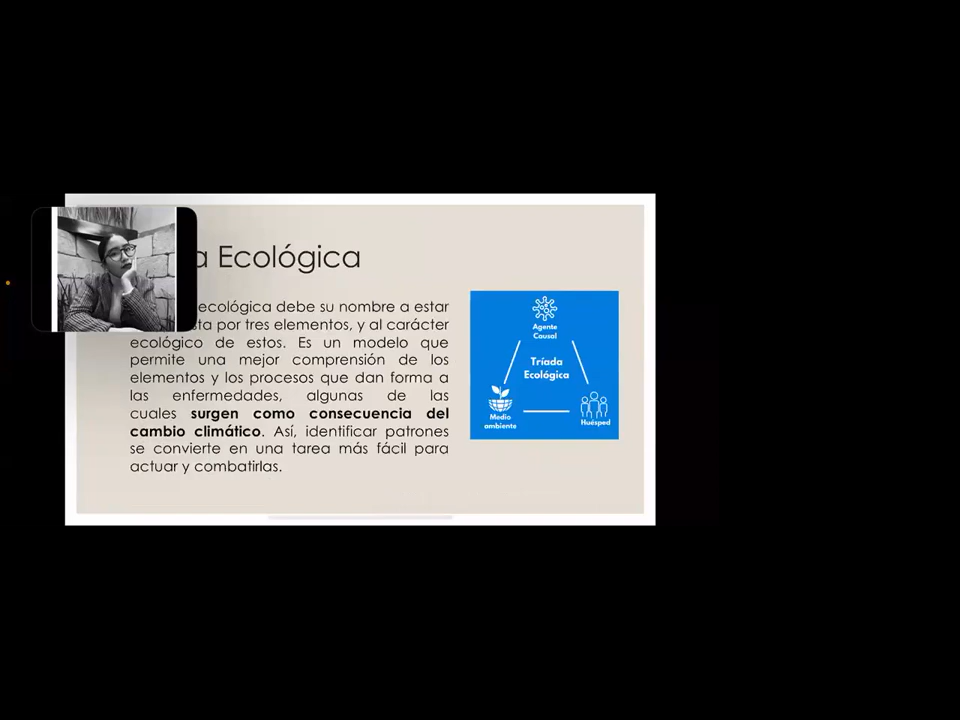 a Ecológica
ecológica debe su nombre a estar
por tres elementos, y al carácter
ecológico de estos. Es un modelo que
permite una mejor comprensión de los
elementos y los procesos que dan forma a
las enfermedades, algunas de las
cuales surgen como consecuencia del
cambio climático. Así, identificar patrones
se convierte en una tarea más fácil para
actuar y combatirlas.
Agente
Causal
Tríada
Ecológica
Medio
ambiente
Huésped